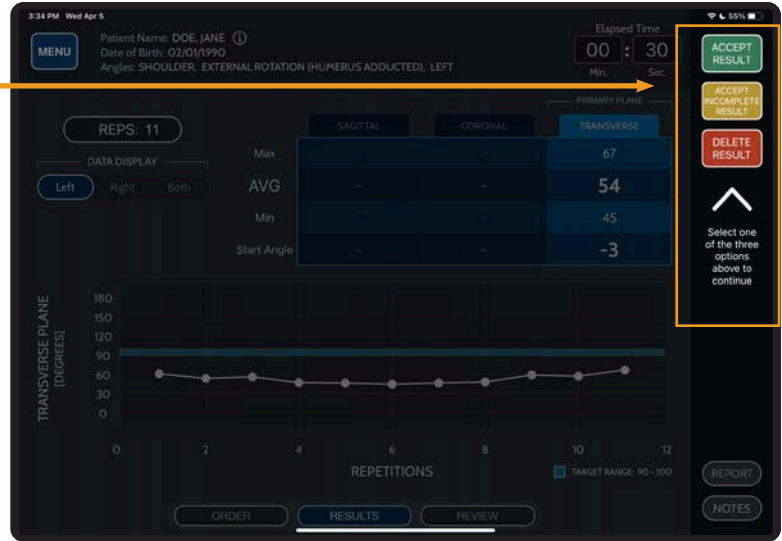 3:34 PM Wed Apr 5
55%
MENU
Patient Name: DOE, JANE
Date of Birth: 02/01/1990
Angles: SHOULDER, EXTERNAL ROTATION (HUMERUS ADDUCTED), LEFT
Elapsed Time
00 : 30
Min. Sec.
ACCEPT
RESULT
ACCEPT
INCOMPLETE
RESULT
DELETE
RESULT
Select one
of the three
options
above to
continue
REPS: 11
DATA DISPLAY
Left Right Both
PRIMARY PLANE
SAGITTAL CORONAL TRANSVERSE
Max - - 67
AVG - - 54
Min - - 45
Start Angle - - -3
TRANSVERSE PLANE
[DEGREES]
180
150
120
90
60
30
0
0 2 4 6 8 10 12
REPETITIONS
TARGET RANGE: 90 - 100
REPORT
NOTES
ORDER RESULTS REVIEW